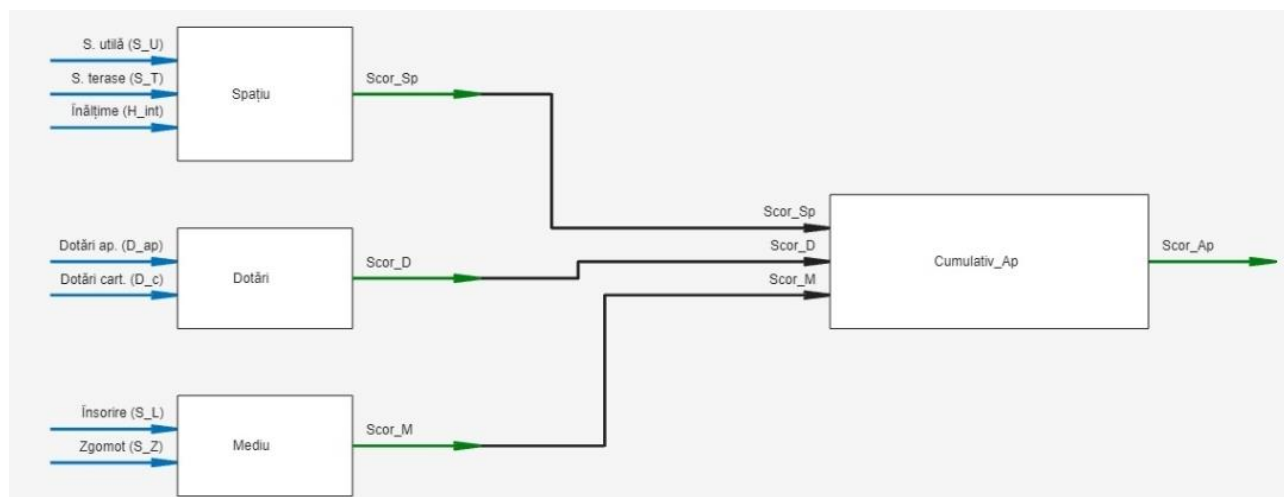 S. utilă (S_U)
S. terase (S_T)
Înălțime (H_int)
Spațiu
Scor_Sp
Dotări ap. (D_ap)
Dotări cart. (D_c)
Dotări
Scor_D
Însorire (S_L)
Zgomot (S_Z)
Mediu
Scor_M
Scor_Sp
Scor_D
Scor_M
Cumulativ_Ap
Scor_Ap